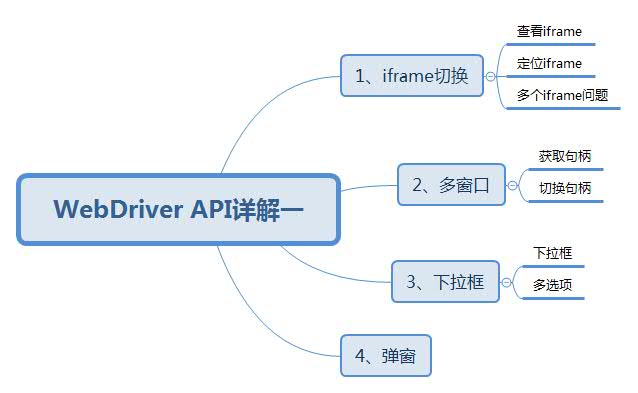 WebDriver API详解一
1、iframe切换
查看iframe
定位iframe
多个iframe问题
2、多窗口
获取句柄
切换句柄
3、下拉框
下拉框
多选项
4、弹窗